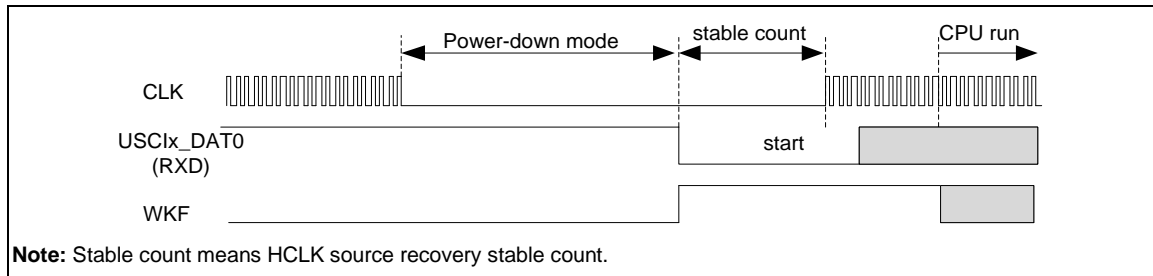 Power-down mode
stable count
CPU run
CLK
USCIx_DAT0
(RXD)
start
WKF
Note: Stable count means HCLK source recovery stable count.